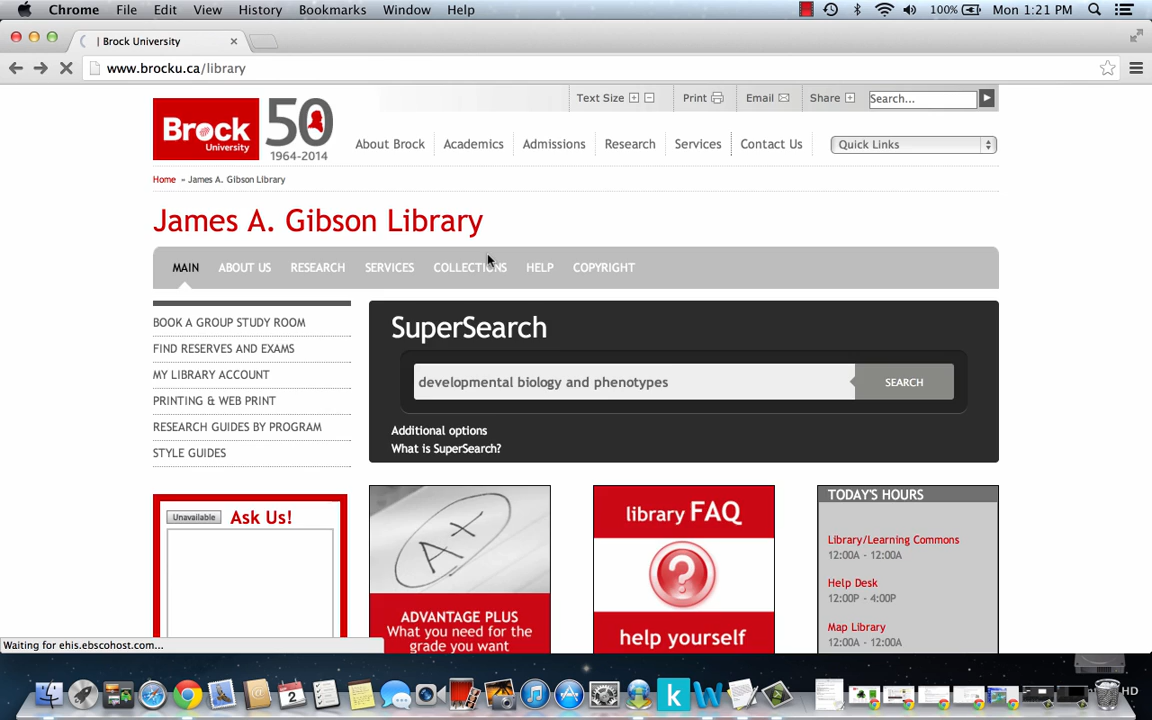 Chrome File Edit View History Bookmarks Window Help 100% Mon 1:21 PM
| Brock University
www.brocku.ca/library
Text Size Print Email Share Search...
Brock University
50
1964-2014
About Brock Academics Admissions Research Services Contact Us Quick Links
Home » James A. Gibson Library
James A. Gibson Library
MAIN ABOUT US RESEARCH SERVICES COLLECTIONS HELP COPYRIGHT
BOOK A GROUP STUDY ROOM
FIND RESERVES AND EXAMS
MY LIBRARY ACCOUNT
PRINTING & WEB PRINT
RESEARCH GUIDES BY PROGRAM
STYLE GUIDES
SuperSearch
developmental biology and phenotypes SEARCH
Additional options
What is SuperSearch?
Unavailable Ask Us!
A+
ADVANTAGE PLUS
What you need for the
grade you want
library FAQ
?
help yourself
TODAY'S HOURS
Library/Learning Commons
12:00A - 12:00A
Help Desk
12:00P - 4:00P
Map Library
12:00A - 12:00A
Waiting for ehis.ebscohost.com...
2
k
W
HD